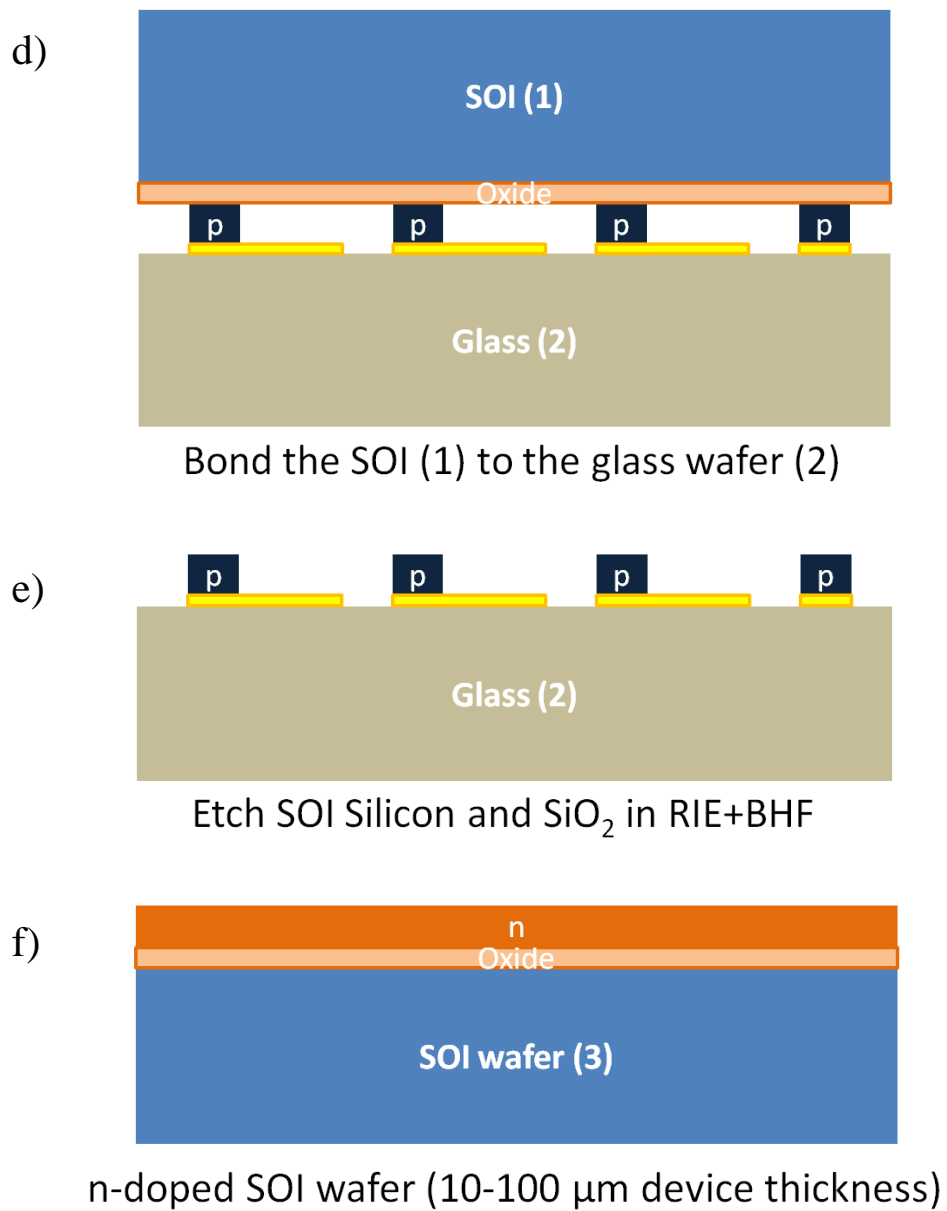 d)
SOI (1)
Oxide
p p p p
Glass (2)
Bond the SOI (1) to the glass wafer (2)
e)
p p p p
Glass (2)
Etch SOI Silicon and SiO₂ in RIE+BHF
f)
n
Oxide
SOI wafer (3)
n-doped SOI wafer (10-100 μm device thickness)